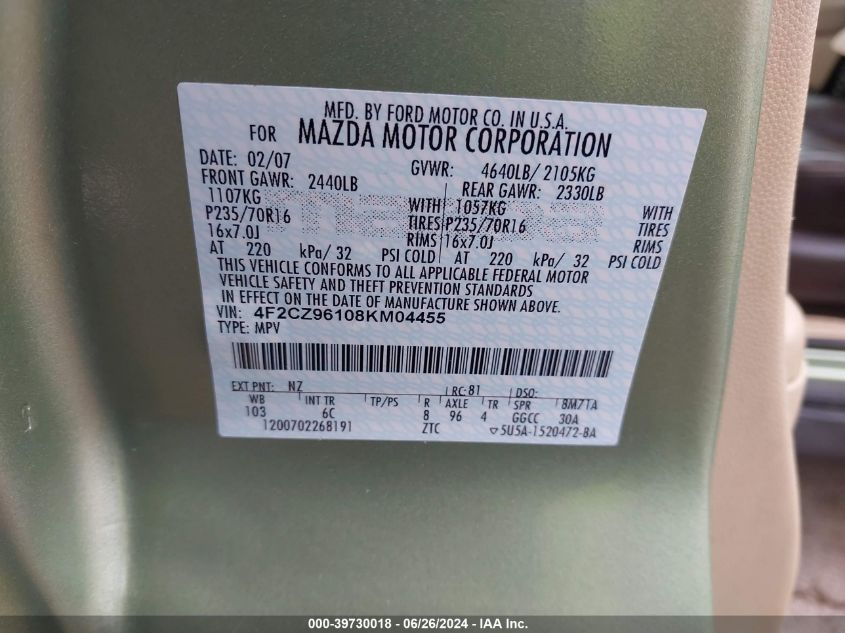 MFD. BY FORD MOTOR CO. IN U.S.A.
FOR MAZDA MOTOR CORPORATION
DATE: 02/07 GVWR: 4640LB/ 2105KG
FRONT GAWR: 2440LB REAR GAWR: 2330LB
1107KG WITH 1057KG WITH
P235/70R16 TIRES P235/70R16 TIRES
16x7.0J RIMS 16x7.0J RIMS
AT 220 kPa/ 32 PSI COLD AT 220 kPa/ 32 PSI COLD
THIS VEHICLE CONFORMS TO ALL APPLICABLE FEDERAL MOTOR
VEHICLE SAFETY AND THEFT PREVENTION STANDARDS
IN EFFECT ON THE DATE OF MANUFACTURE SHOWN ABOVE.
VIN: 4F2CZ96108KM04455
TYPE: MPV
EXT PNT: NZ RC: 81 DSO:
WB INT TR TP/PS R AXLE TR SPR 8M7TA
103 6C 8 96 4 GGCC 30A
1200702268191 ZTC 5U5A-1520472-BA
000-39730018 - 06/26/2024 - IAA Inc.